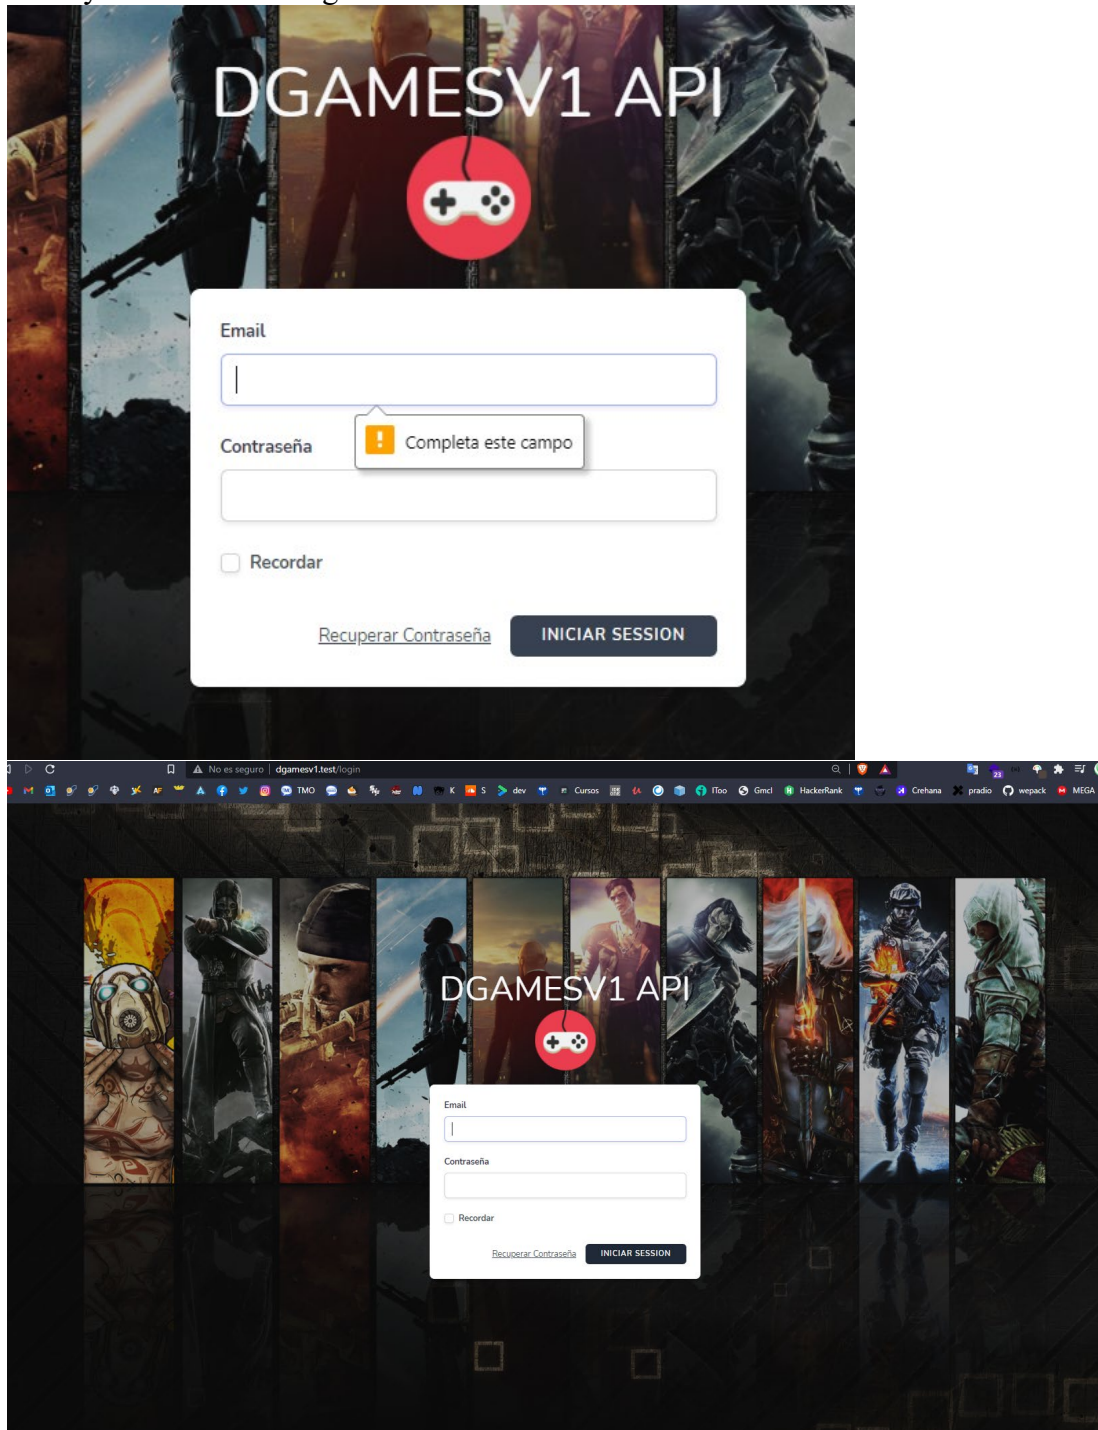 DGAMESV1 API
Email
Completa este campo
Contraseña
Recordar
Recuperar Contraseña INICIAR SESSION
No es seguro | dgamesv1.test/login
TMO K S dev Cursos IToo Gmcl HackerRank Crehana pradio wepack MEGA
DGAMESV1 API
Email
Contraseña
Recordar
Recuperar Contraseña INICIAR SESSION